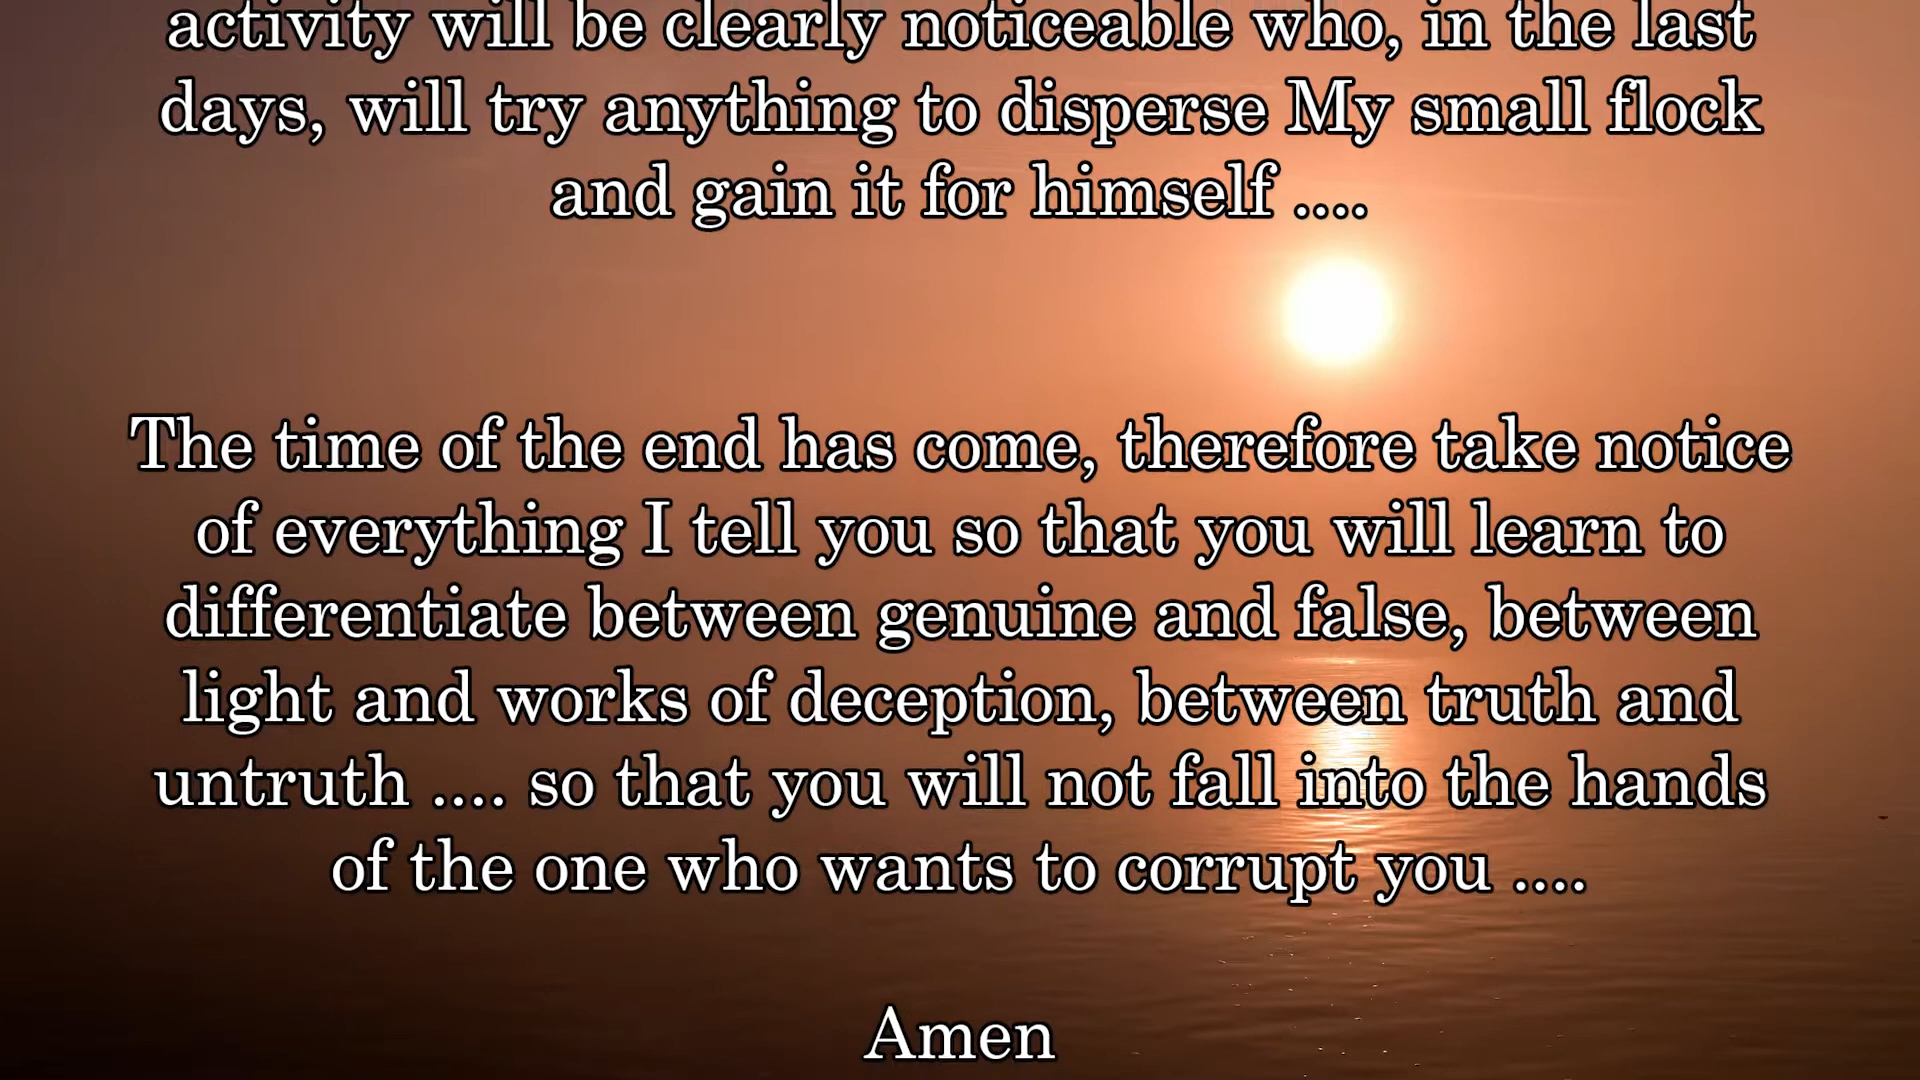 activity will be clearly noticeable who, in the last
days, will try anything to disperse My small flock
and gain it for himself ....
The time of the end has come, therefore take notice
of everything I tell you so that you will learn to
differentiate between genuine and false, between
light and works of deception, between truth and
untruth .... so that you will not fall into the hands
of the one who wants to corrupt you ....
Amen